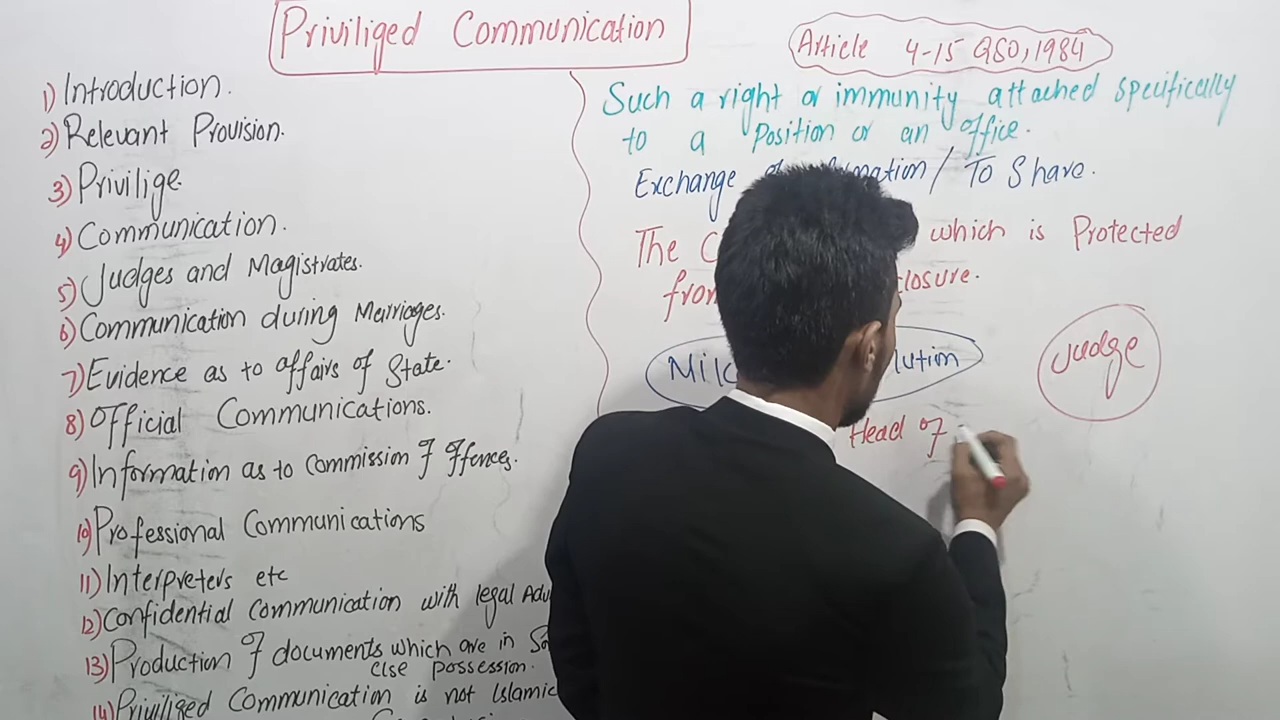 Priviliged Communication
Article 4-15 QSO, 1984
1) Introduction.
2) Relevant Provision.
3) Privilige.
4) Communication.
5) Judges and Magistrates.
6) Communication during Marriages.
7) Evidence as to affairs of State.
8) Official Communications.
9) Information as to Commission of offences.
10) Professional Communications
11) Interpreters etc
12) Confidential Communication with legal
13) Production of documents which are in
else possession.
14) Priviliged Communication is not Islamic
Such a right or immunity attached specifically
to a Position or an office.
Exchange / To Share.
The which is Protected
Judge
Head of